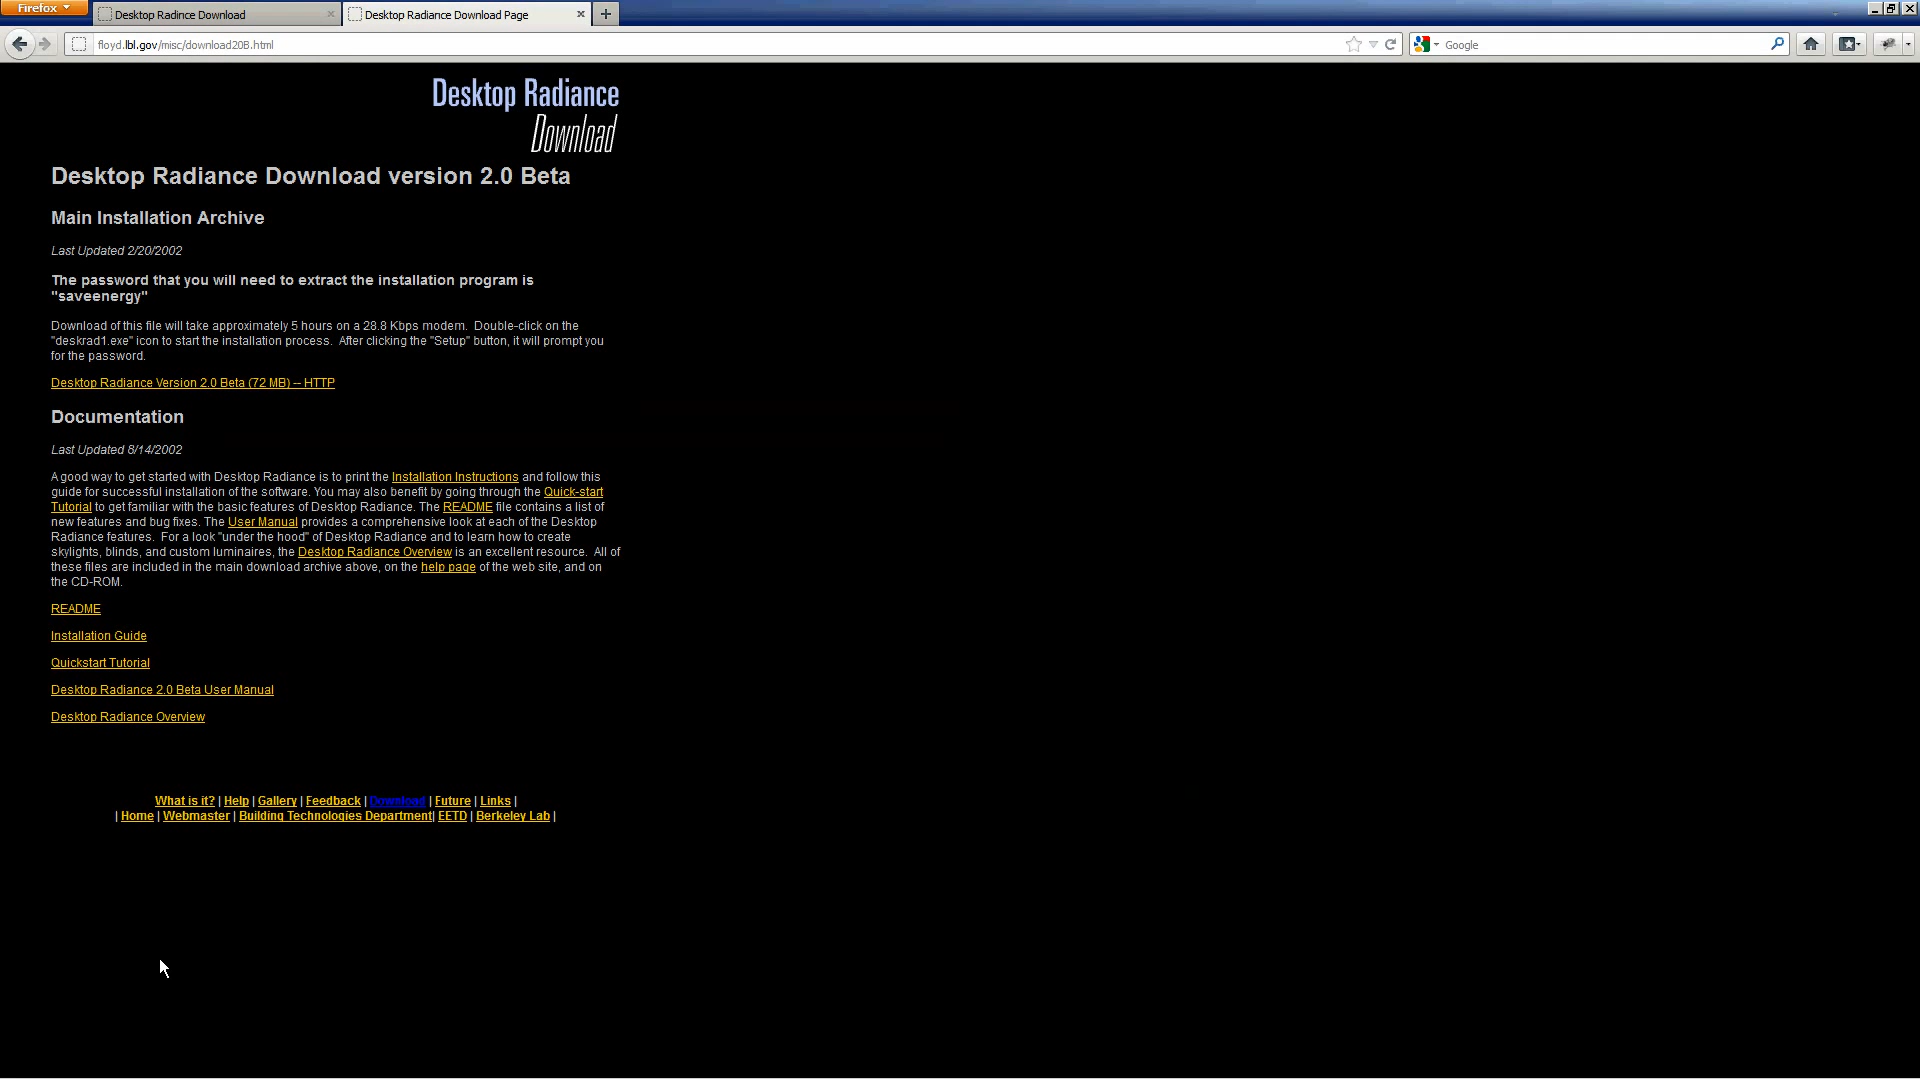 Firefox
Desktop Radince Download
Desktop Radiance Download Page
floyd.lbl.gov/misc/download20B.html
Google
Desktop Radiance
Download
Desktop Radiance Download version 2.0 Beta
Main Installation Archive
Last Updated 2/20/2002
The password that you will need to extract the installation program is
"saveenergy"
Download of this file will take approximately 5 hours on a 28.8 Kbps modem. Double-click on the
"deskrad1.exe" icon to start the installation process. After clicking the "Setup" button, it will prompt you
for the password.
Desktop Radiance Version 2.0 Beta (72 MB) -- HTTP
Documentation
Last Updated 8/14/2002
A good way to get started with Desktop Radiance is to print the Installation Instructions and follow this
guide for successful installation of the software. You may also benefit by going through the Quick-start
Tutorial to get familiar with the basic features of Desktop Radiance. The README file contains a list of
new features and bug fixes. The User Manual provides a comprehensive look at each of the Desktop
Radiance features. For a look "under the hood" of Desktop Radiance and to learn how to create
skylights, blinds, and custom luminaires, the Desktop Radiance Overview is an excellent resource. All of
these files are included in the main download archive above, on the help page of the web site, and on
the CD-ROM.
README
Installation Guide
Quickstart Tutorial
Desktop Radiance 2.0 Beta User Manual
Desktop Radiance Overview
What is it? | Help | Gallery | Feedback | Download | Future | Links |
| Home | Webmaster | Building Technologies Department| EETD | Berkeley Lab |